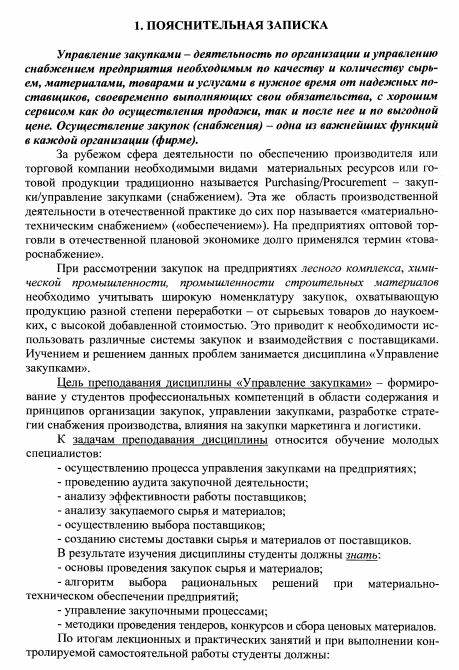 1. ПОЯСНИТЕЛЬНАЯ ЗАПИСКА
Управление закупками – деятельность по организации и управлению
снабжением предприятия необходимым по качеству и количеству сырь-
ем, материалами, товарами и услугами в нужное время от надежных по-
ставщиков, своевременно выполняющих свои обязательства, с хорошим
сервисом как до осуществления продажи, так и после нее и по выгодной
цене. Осуществление закупок (снабжения) – одна из важнейших функций
в каждой организации (фирме).
За рубежом сфера деятельности по обеспечению производителя или
торговой компании необходимыми видами материальных ресурсов или го-
товой продукции традиционно называется Purchasing/Procurement – закуп-
ки/управление закупками (снабжением). Эта же область производственной
деятельности в отечественной практике до сих пор называется «материально-
техническим снабжением» («обеспечением»). На предприятиях оптовой тор-
говли в отечественной плановой экономике долго применялся термин «това-
роснабжение».
При рассмотрении закупок на предприятиях лесного комплекса, хими-
ческой промышленности, промышленности строительных материалов
необходимо учитывать широкую номенклатуру закупок, охватывающую
продукцию разной степени переработки – от сырьевых товаров до наукоем-
ких, с высокой добавленной стоимостью. Это приводит к необходимости ис-
пользовать различные системы закупок и взаимодействия с поставщиками.
Иучением и решением данных проблем занимается дисциплина «Управление
закупками».
Цель преподавания дисциплины «Управление закупками» – формиро-
вание у студентов профессиональных компетенций в области содержания и
принципов организации закупок, управлении закупками, разработке страте-
гии снабжения производства, влияния на закупки маркетинга и логистики.
К задачам преподавания дисциплины относится обучение молодых
специалистов:
- осуществлению процесса управления закупками на предприятиях;
- проведению аудита закупочной деятельности;
- анализу эффективности работы поставщиков;
- анализу закупаемого сырья и материалов;
- осуществлению выбора поставщиков;
- созданию системы доставки сырья и материалов от поставщиков.
В результате изучения дисциплины студенты должны знать:
- основы проведения закупок сырья и материалов;
- алгоритм выбора рациональных решений при материально-
техническом обеспечении предприятий;
- управление закупочными процессами;
- методики проведения тендеров, конкурсов и сбора ценовых материалов.
По итогам лекционных и практических занятий и при выполнении кон-
тролируемой самостоятельной работы студенты должны: